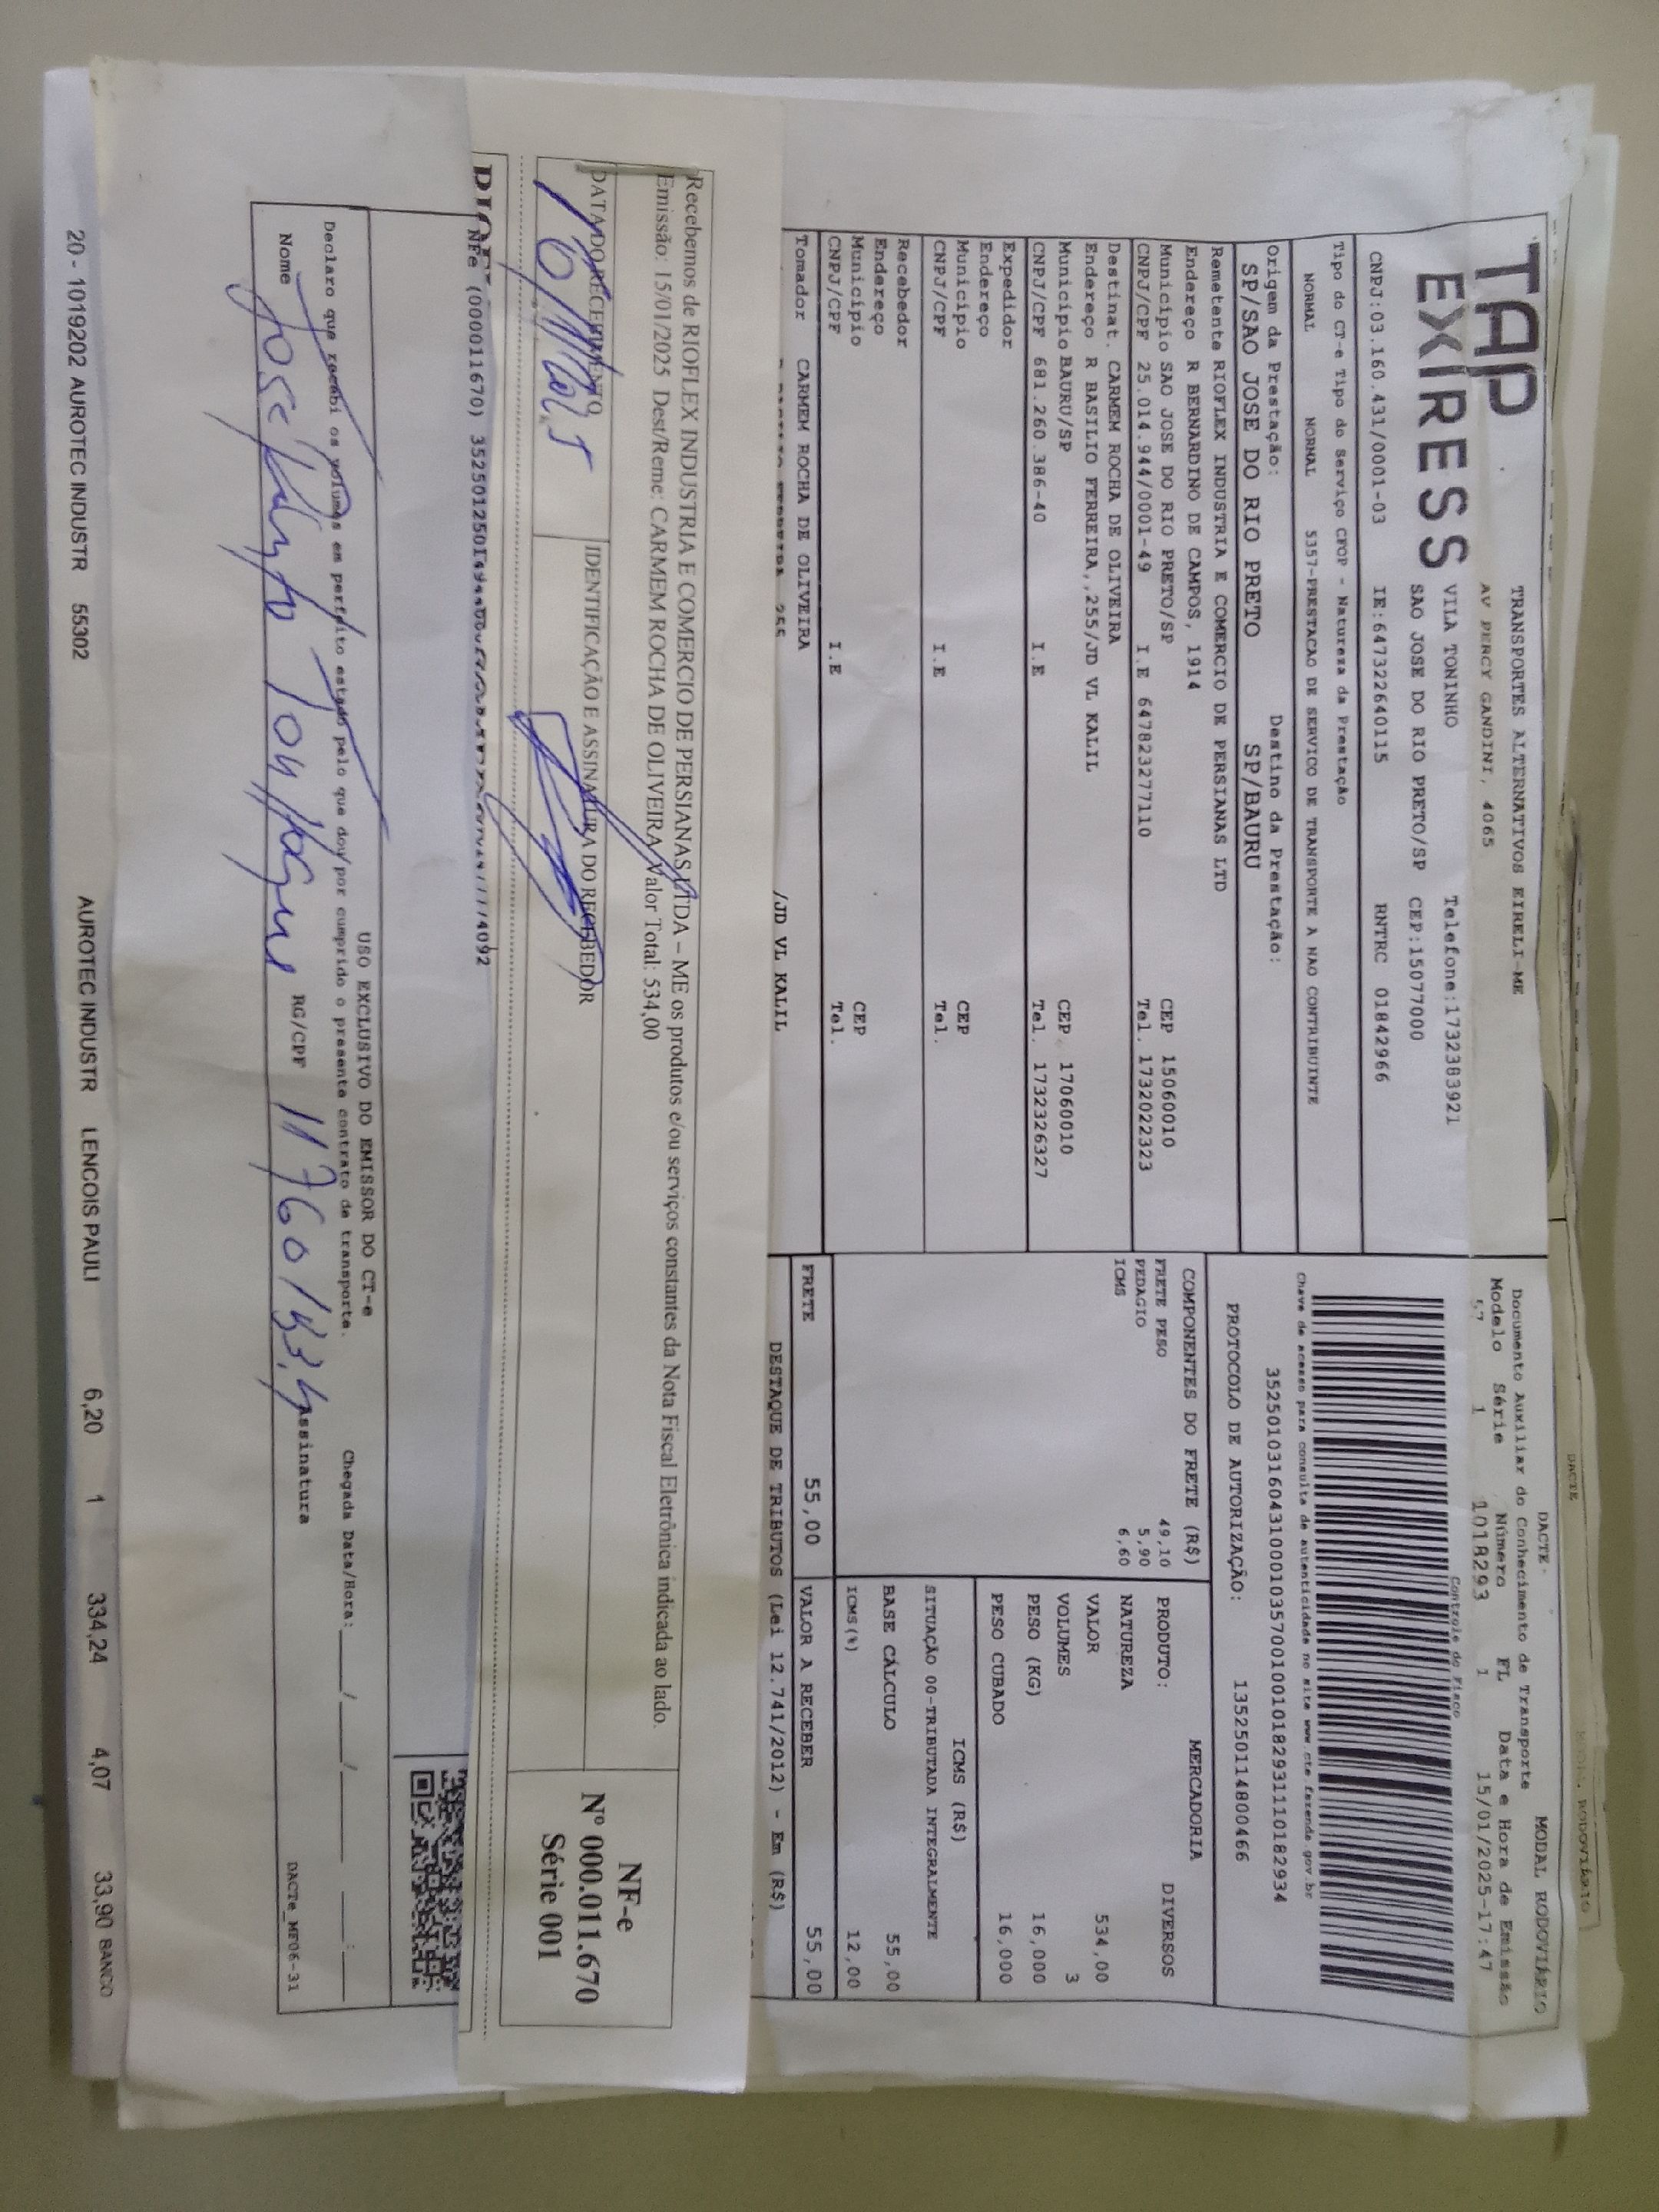 TAP
EXPRESS
TRANSPORTES ALTERNATIVOS EIRELI-ME
AV PERCY GANDINI, 4065
VILA TONINHO Telefone:1732383921
SAO JOSE DO RIO PRETO/SP CEP:15077000
CNPJ:03.160.431/0001-03 IE:647322640115 RNTRC 01842966
Tipo do CT-e Tipo do Serviço CFOP - Natureza da Prestação
NORMAL NORMAL 5357-PRESTACAO DE SERVICO DE TRANSPORTE A NAO CONTRIBUINTE
Origem da Prestação: Destino da Prestação:
SP/SAO JOSE DO RIO PRETO SP/BAURU
Remetente RIOFLEX INDUSTRIA E COMERCIO DE PERSIANAS LTD
Endereço R BERNARDINO DE CAMPOS, 1914
Município SAO JOSE DO RIO PRETO/SP CEP 15060010
CNPJ/CPF 25.014.944/0001-49 I.E 647823277110 Tel. 1732022323
Destinat. CARMEM ROCHA DE OLIVEIRA
Endereço R BASILIO FERREIRA,,255/JD VL KALIL
Município BAURU/SP CEP 17060010
CNPJ/CPF 681.260.386-40 I.E Tel. 1732326327
Expedidor
Endereço
Município CEP
CNPJ/CPF I.E Tel.
Recebedor
Endereço
Município CEP
CNPJ/CPF I.E Tel.
Tomador CARMEM ROCHA DE OLIVEIRA
255 /JD VL KALIL
DACTE MODAL RODOVIÁRIO
Documento Auxiliar do Conhecimento de Transporte
Modelo Série Número FL Data e Hora de Emissão
57 1 1018293 1 15/01/2025-17:47
Controle do Fisco
Chave de acesso para consulta de autenticidade no site www.cte.fazenda.gov.br
35250103160431000103570010010182931110182934
PROTOCOLO DE AUTORIZAÇÃO: 135250114800466
COMPONENTES DO FRETE (R$)
FRETE PESO 49,10
PEDAGIO 5,90
ICMS 6,60
MERCADORIA
PRODUTO: DIVERSOS
NATUREZA
VALOR 534,00
VOLUMES 3
PESO (KG) 16,000
PESO CUBADO 16,000
ICMS (R$)
SITUAÇÃO 00-TRIBUTADA INTEGRALMENTE
BASE CÁLCULO 55,00
ICMS(%) 12,00
FRETE 55,00 VALOR A RECEBER 55,00
DESTAQUE DE TRIBUTOS (Lei 12.741/2012) - Em (R$)
Recebemos de RIOFLEX INDUSTRIA E COMERCIO DE PERSIANAS LTDA - ME os produtos e/ou serviços constantes da Nota Fiscal Eletrônica indicada ao lado.
Emissão: 15/01/2025 Dest/Reme: CARMEM ROCHA DE OLIVEIRA Valor Total: 534,00
DATA DO RECEBIMENTO IDENTIFICAÇÃO E ASSINATURA DO RECEBEDOR
NF-e
Nº 000.011.670
Série 001
NFe (000011670)
USO EXCLUSIVO DO EMISSOR DO CT-e
Declaro que recebi os volumes em perfeito estado pelo que dou por cumprido o presente contrato de transporte. Chegada Data/Hora:___/___/___ ___:___
Nome Jose RG/CPF Assinatura
DACTe_MF06-31
20 - 1019202 AUROTEC INDUSTR 55302 AUROTEC INDUSTR LENCOIS PAULI 6,20 1 334,24 4,07 33,90 BANCO